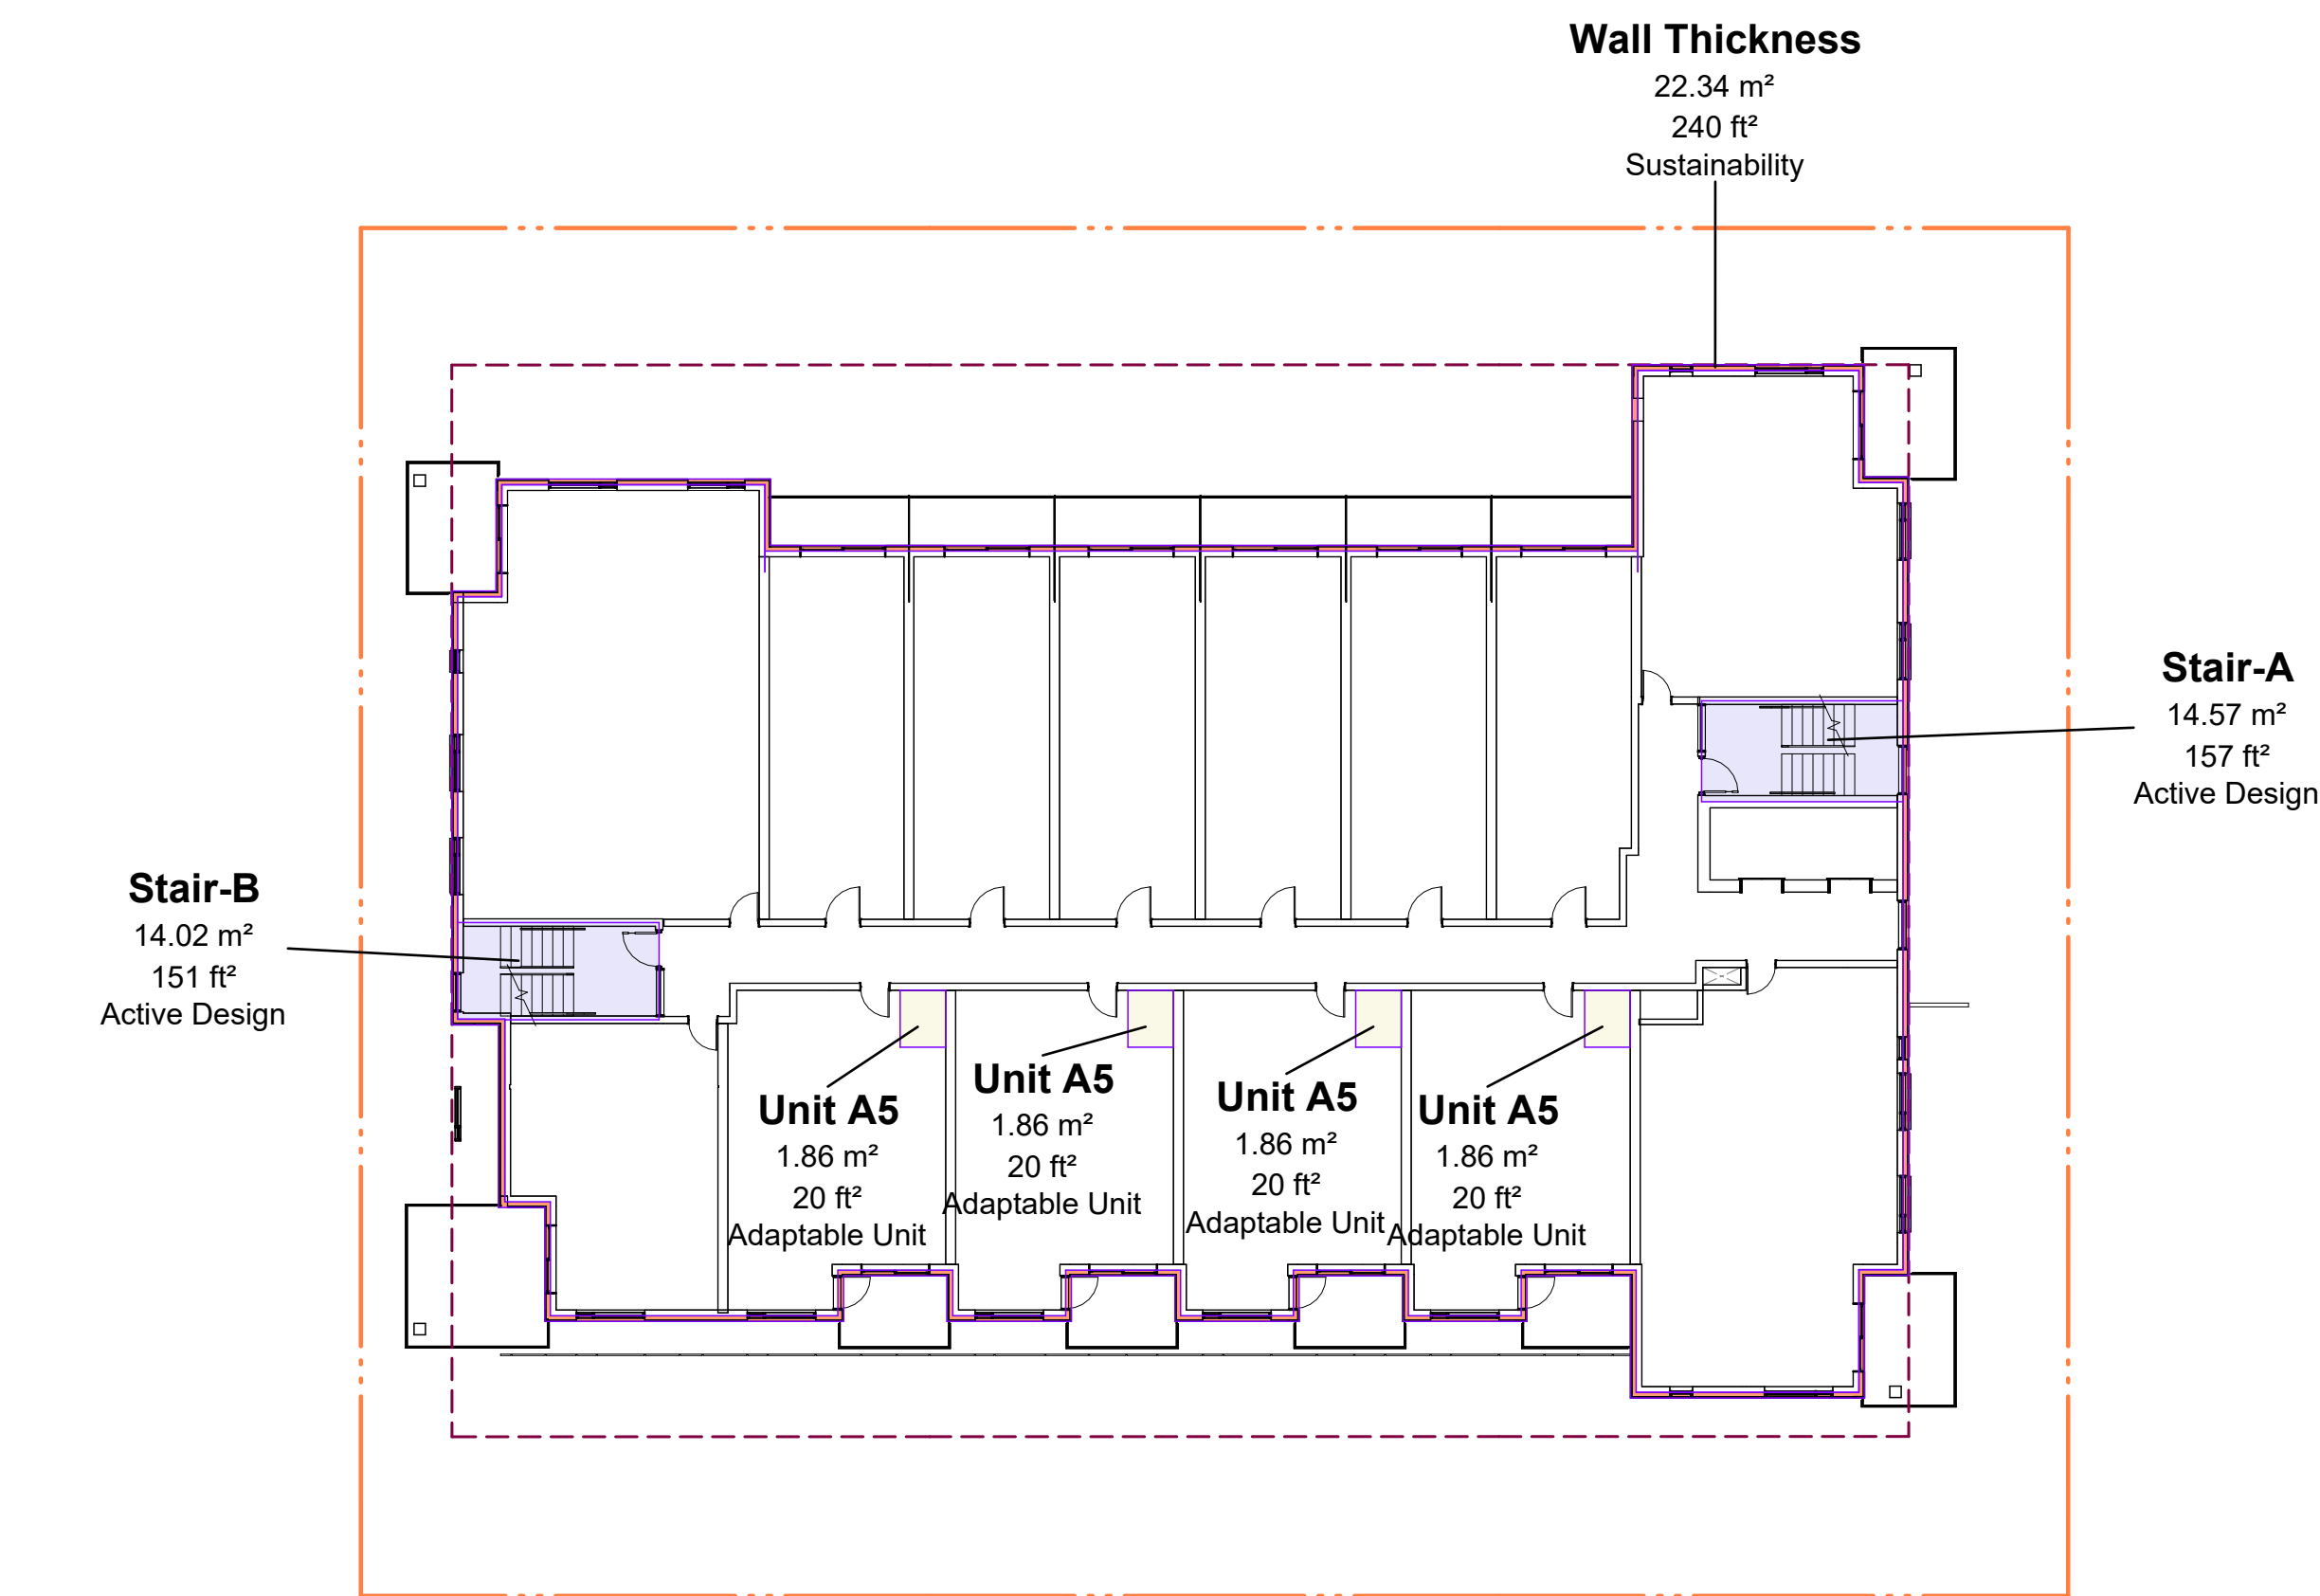 Wall Thickness
22.34 m²
240 ft²
Sustainability
Stair-A
14.57 m²
157 ft²
Active Design
Stair-B
14.02 m²
151 ft²
Active Design
Unit A5
1.86 m²
20 ft²
Adaptable Unit
Unit A5
1.86 m²
20 ft²
Adaptable Unit
Unit A5
1.86 m²
20 ft²
Adaptable Unit
Unit A5
1.86 m²
20 ft²
Adaptable Unit